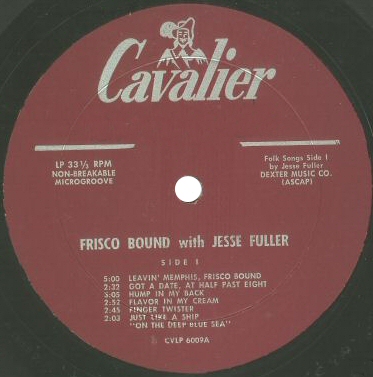 Cavalier
LP 33 1/3 RPM
NON-BREAKABLE
MICROGROOVE
Folk Songs Side I
by Jesse Fuller
DEXTER MUSIC CO.
(ASCAP)
FRISCO BOUND with JESSE FULLER
SIDE I
5:00 LEAVIN' MEMPHIS, FRISCO BOUND
2:32 GOT A DATE, AT HALF PAST EIGHT
3:05 HUMP IN MY BACK
2:52 FLAVOR IN MY CREAM
2:45 FINGER TWISTER
2:03 JUST LIKE A SHIP
"ON THE DEEP BLUE SEA"
CVLP 6009A